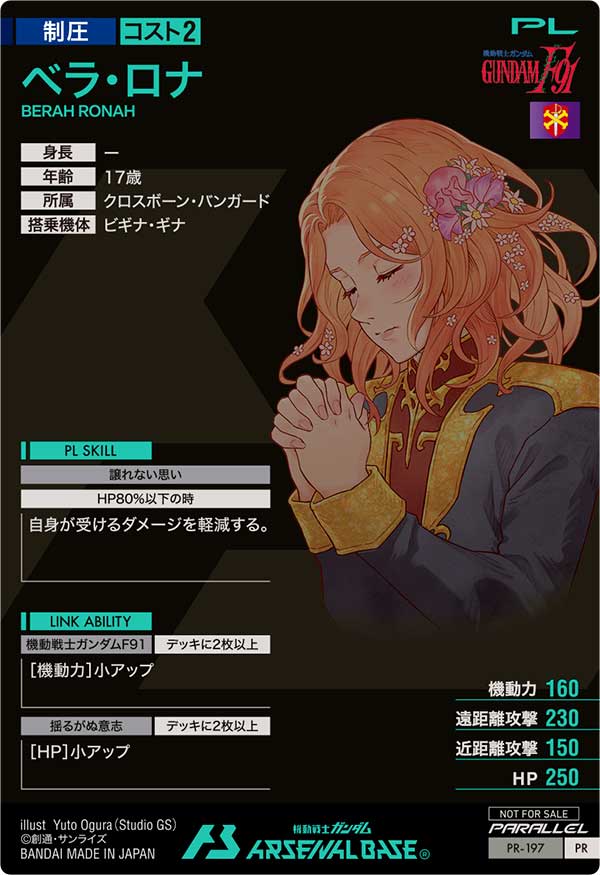 制圧 コスト2 PL
ベラ・ロナ
BERAH RONAH
機動戦士ガンダム
GUNDAM F91
身長 ー
年齢 17歳
所属 クロスボーン・バンガード
搭乗機体 ビギナ・ギナ
PL SKILL
譲れない思い
HP80%以下の時
自身が受けるダメージを軽減する。
LINK ABILITY
機動戦士ガンダムF91 デッキに2枚以上
[機動力]小アップ
揺るがぬ意志 デッキに2枚以上
[HP]小アップ
機動力 160
遠距離攻撃 230
近距離攻撃 150
HP 250
illust Yuto Ogura(Studio GS)
©創通・サンライズ
BANDAI MADE IN JAPAN
機動戦士ガンダム
ARSENAL BASE®
NOT FOR SALE
PARALLEL
PR-197 PR